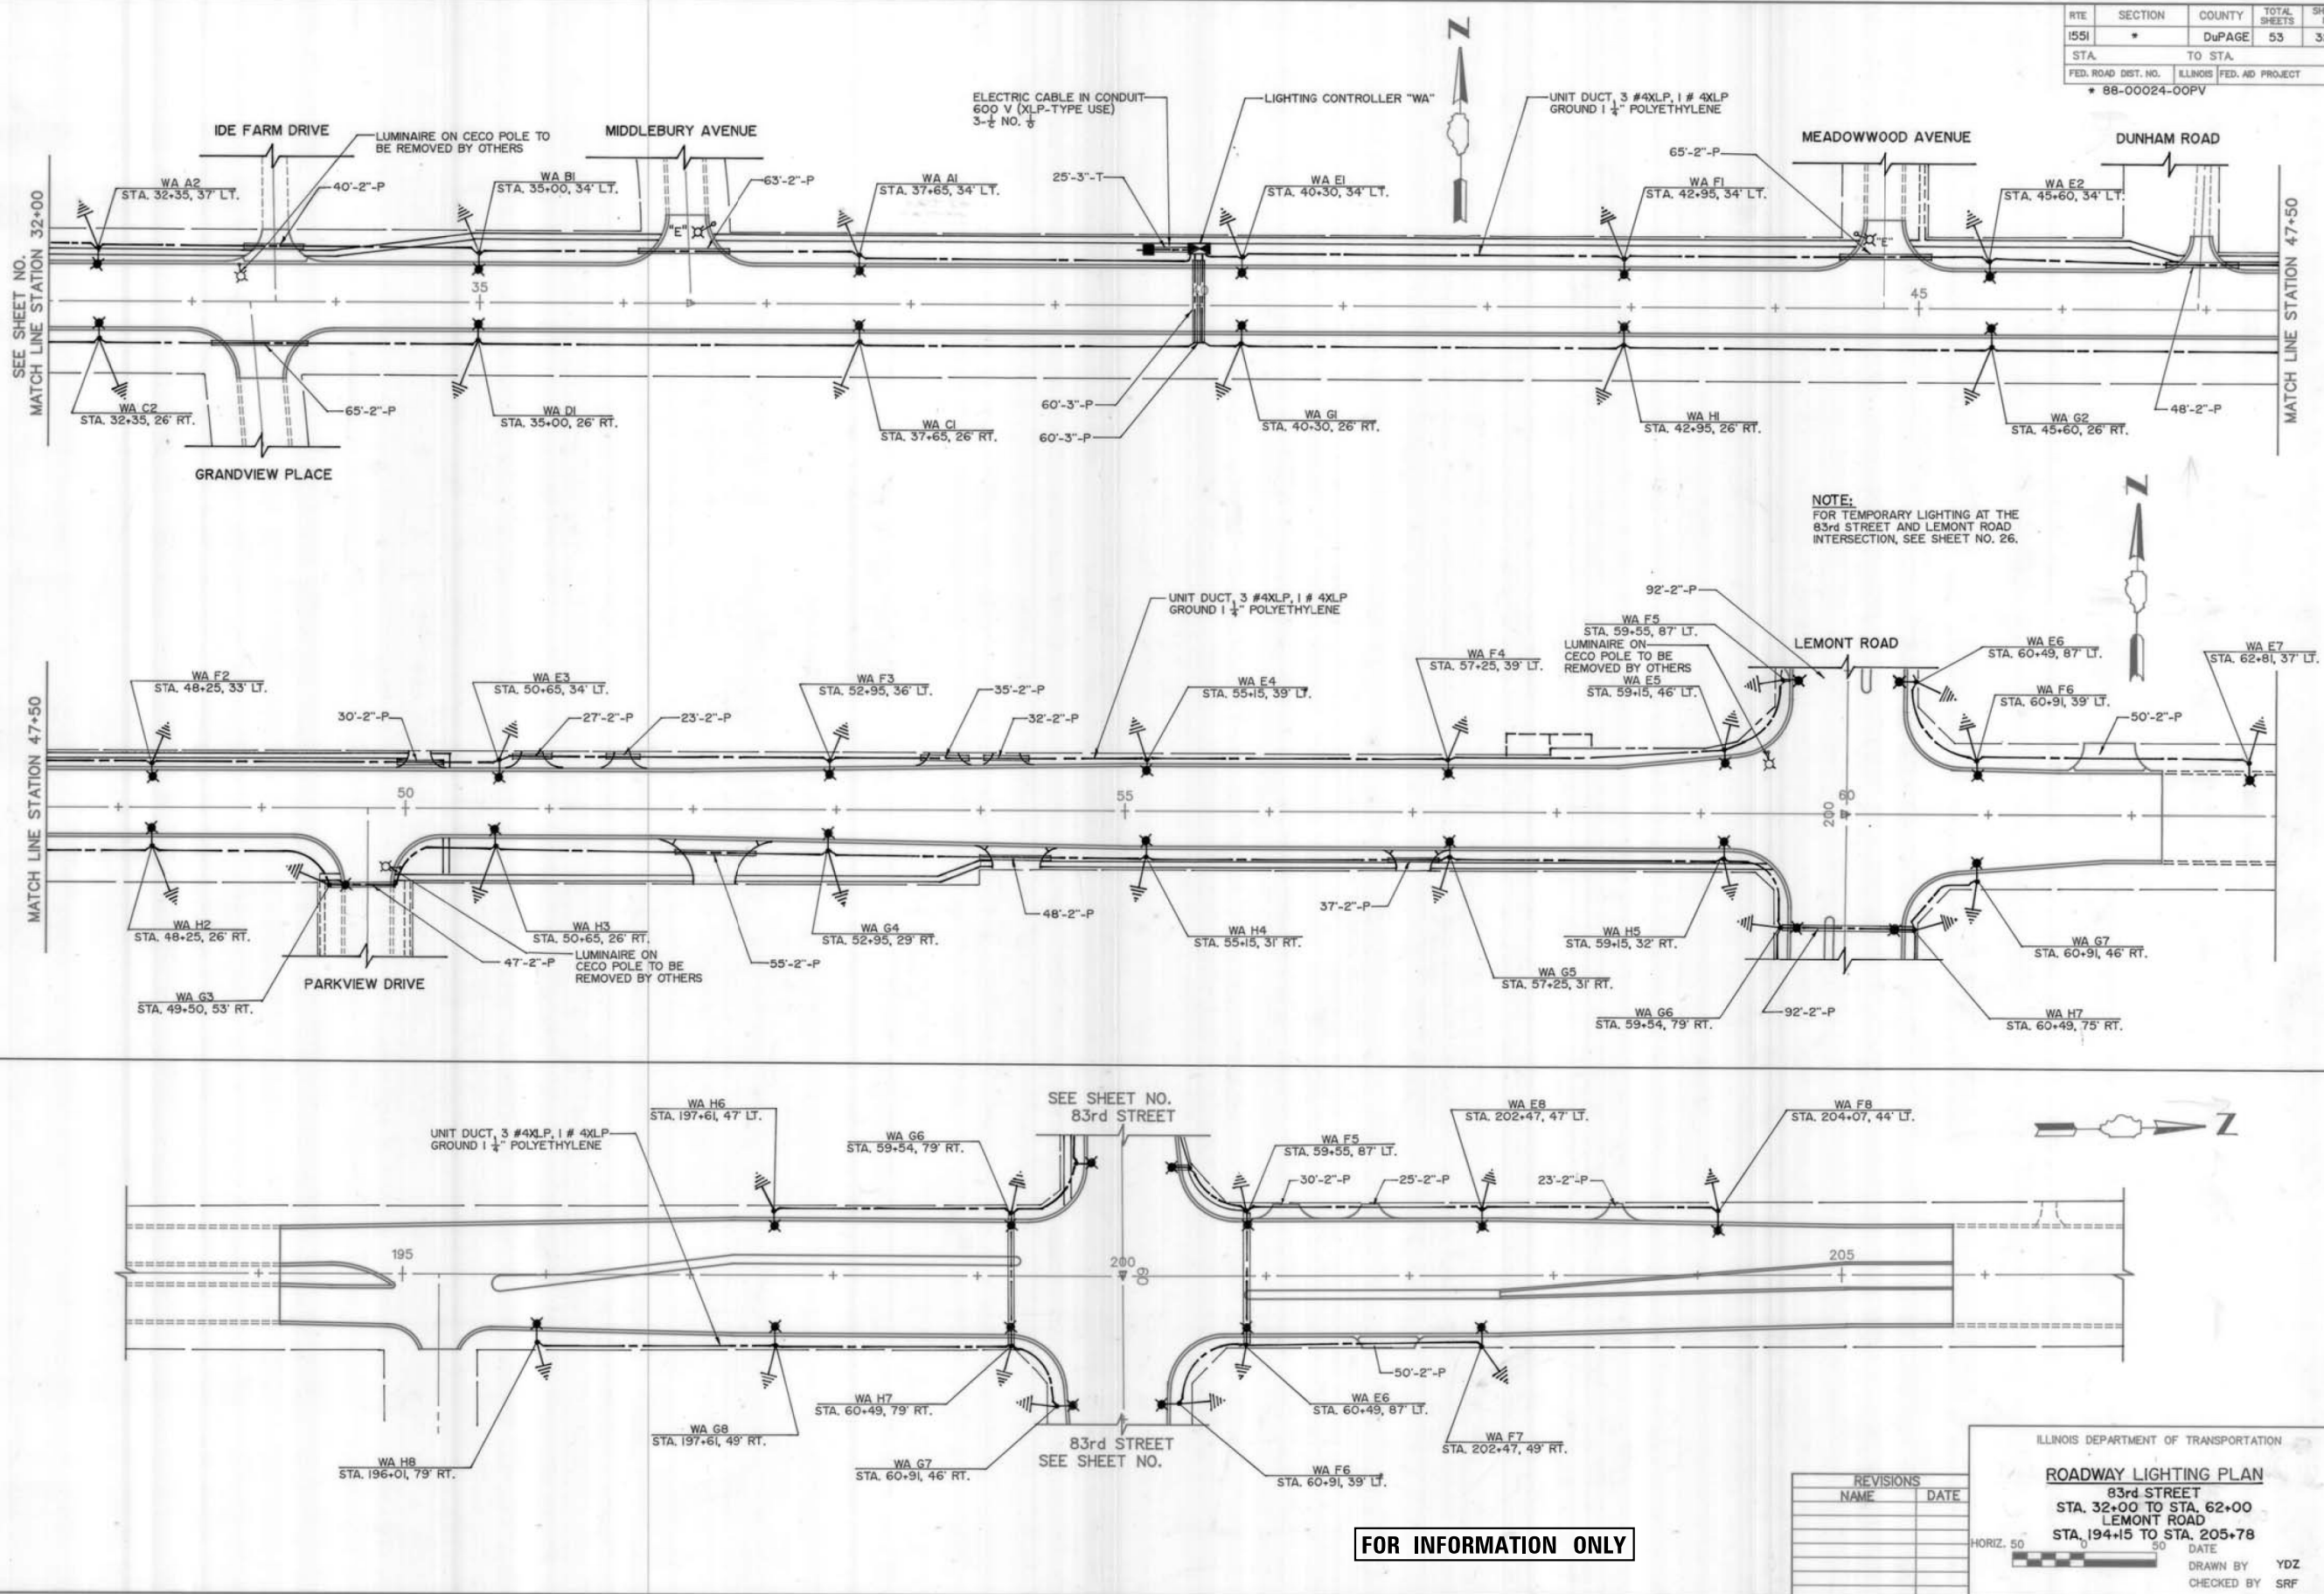 RTE SECTION COUNTY TOTAL SHEETS
1551 * DuPAGE 53
STA. TO STA.
FED. ROAD DIST. NO. ILLINOIS FED. AID PROJECT
* 88-00024-00PV
SEE SHEET NO.
MATCH LINE STATION 32+00
IDE FARM DRIVE
LUMINAIRE ON CECO POLE TO
BE REMOVED BY OTHERS
MIDDLEBURY AVENUE
ELECTRIC CABLE IN CONDUIT
600 V (XLP-TYPE USE)
LIGHTING CONTROLLER "WA"
Z
UNIT DUCT, 3 #4XLP, 1 # 4XLP
GROUND 1 1/4" POLYETHYLENE
MEADOWWOOD AVENUE
DUNHAM ROAD
WA A2
STA. 32+35, 37' LT.
40'-2"-P
WA B1
STA. 35+00, 34' LT.
63'-2"-P
WA A1
STA. 37+65, 34' LT.
25'-3"-T
WA E1
STA. 40+30, 34' LT.
65'-2"-P
WA F1
STA. 42+95, 34' LT.
WA E2
STA. 45+60, 34' LT.
"E"
"E"
35
45
MATCH LINE STATION 47+50
WA C2
STA. 32+35, 26' RT.
65'-2"-P
WA D1
STA. 35+00, 26' RT.
WA C1
STA. 37+65, 26' RT.
60'-3"-P
60'-3"-P
WA G1
STA. 40+30, 26' RT.
WA H1
STA. 42+95, 26' RT.
WA G2
STA. 45+60, 26' RT.
48'-2"-P
GRANDVIEW PLACE
NOTE:
FOR TEMPORARY LIGHTING AT THE
83rd STREET AND LEMONT ROAD
INTERSECTION, SEE SHEET NO. 26.
Z
MATCH LINE STATION 47+50
WA F2
STA. 48+25, 33' LT.
30'-2"-P
WA E3
STA. 50+65, 34' LT.
27'-2"-P
23'-2"-P
WA F3
STA. 52+95, 36' LT.
35'-2"-P
32'-2"-P
UNIT DUCT, 3 #4XLP, 1 # 4XLP
GROUND 1 1/4" POLYETHYLENE
WA E4
STA. 55+15, 39' LT.
WA F4
STA. 57+25, 39' LT.
92'-2"-P
WA F5
STA. 59+55, 87' LT.
LUMINAIRE ON
CECO POLE TO BE
REMOVED BY OTHERS
WA E5
STA. 59+15, 46' LT.
LEMONT ROAD
WA E6
STA. 60+49, 87' LT.
WA F6
STA. 60+91, 39' LT.
50'-2"-P
WA E7
STA. 62+81, 37' LT.
50
55
60
200
WA H2
STA. 48+25, 26' RT.
WA G3
STA. 49+50, 53' RT.
PARKVIEW DRIVE
47'-2"-P
WA H3
STA. 50+65, 26' RT.
LUMINAIRE ON
CECO POLE TO BE
REMOVED BY OTHERS
55'-2"-P
WA G4
STA. 52+95, 29' RT.
48'-2"-P
WA H4
STA. 55+15, 31' RT.
37'-2"-P
WA G5
STA. 57+25, 31' RT.
WA H5
STA. 59+15, 32' RT.
WA G6
STA. 59+54, 79' RT.
92'-2"-P
WA H7
STA. 60+49, 75' RT.
WA G7
STA. 60+91, 46' RT.
UNIT DUCT, 3 #4XLP, 1 # 4XLP
GROUND 1 1/4" POLYETHYLENE
WA H6
STA. 197+61, 47' LT.
WA G6
STA. 59+54, 79' RT.
SEE SHEET NO.
83rd STREET
WA F5
STA. 59+55, 87' LT.
30'-2"-P
25'-2"-P
WA E8
STA. 202+47, 47' LT.
23'-2"-P
WA F8
STA. 204+07, 44' LT.
Z
195
200
60
205
WA H8
STA. 196+01, 79' RT.
WA G8
STA. 197+61, 49' RT.
WA H7
STA. 60+49, 79' RT.
WA G7
STA. 60+91, 46' RT.
83rd STREET
SEE SHEET NO.
WA E6
STA. 60+49, 87' LT.
50'-2"-P
WA F6
STA. 60+91, 39' LT.
WA F7
STA. 202+47, 49' RT.
FOR INFORMATION ONLY
REVISIONS
NAME DATE
ILLINOIS DEPARTMENT OF TRANSPORTATION
ROADWAY LIGHTING PLAN
83rd STREET
STA. 32+00 TO STA. 62+00
LEMONT ROAD
STA. 194+15 TO STA. 205+78
HORIZ. 50 0 50
DATE
DRAWN BY YDZ
CHECKED BY SRF